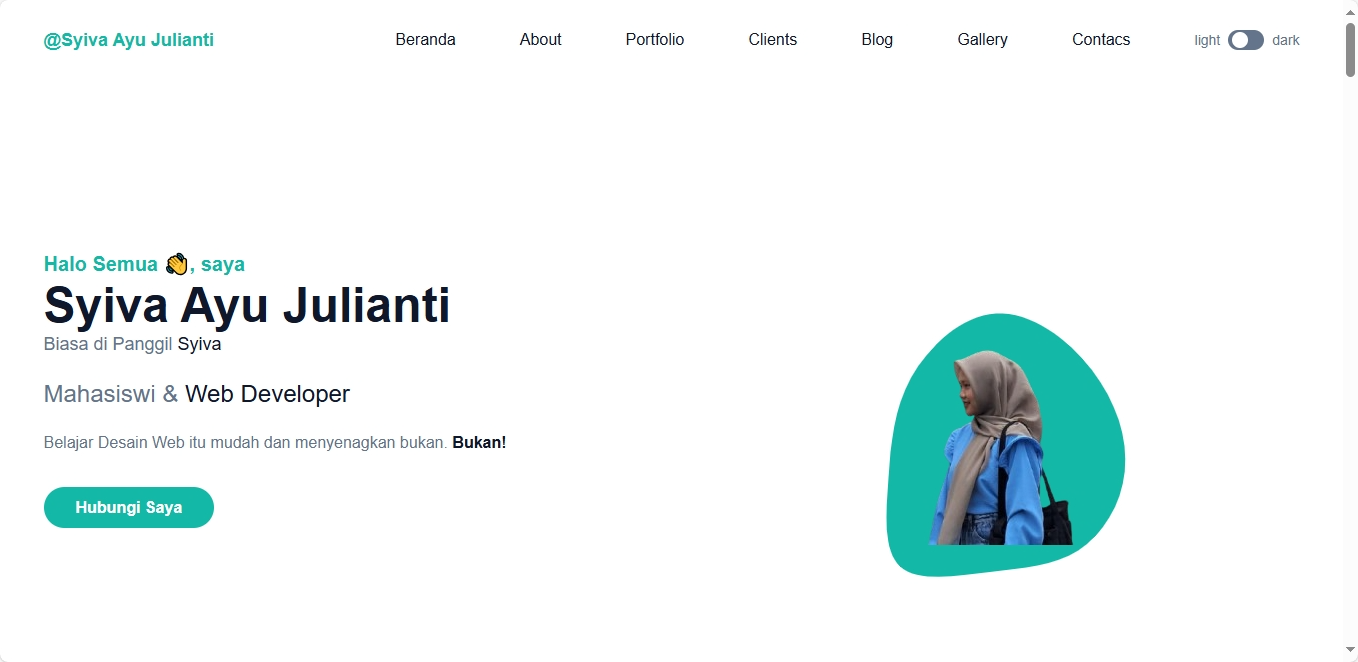 @Syiva Ayu Julianti
Beranda About Portfolio Clients Blog Gallery Contacs light dark
Halo Semua 👋, saya
Syiva Ayu Julianti
Biasa di Panggil Syiva
Mahasiswi & Web Developer
Belajar Desain Web itu mudah dan menyenagkan bukan. Bukan!
Hubungi Saya